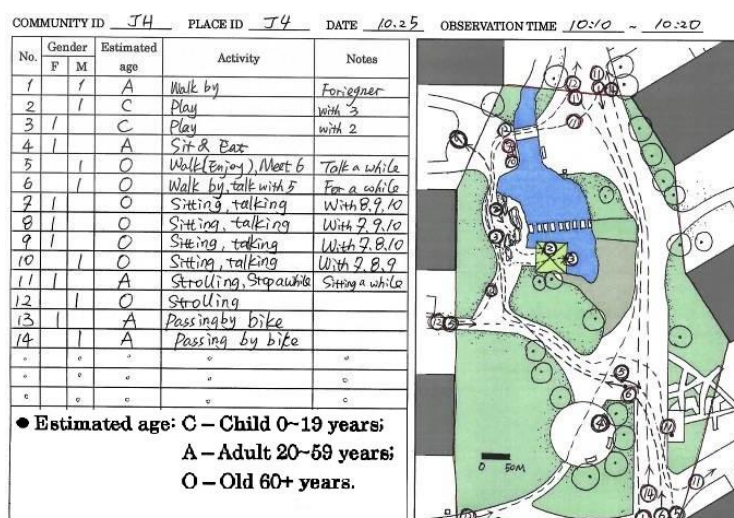 COMMUNITY ID JH PLACE ID J4 DATE 10.25 OBSERVATION TIME 10:10 ~ 10:20
No. Gender F M Estimated age Activity Notes
1 1 A Walk by Foriegner
2 1 C Play with 3
3 1 C Play with 2
4 1 A Sit & Eat
5 1 O Walk(Enjoy), Meet 6 Talk a while
6 1 O Walk by, talk with 5 For a while
7 1 O Sitting, talking With 8.9.10
8 1 O Sitting, talking With 7.9.10
9 1 O Sitting, talking With 7.8.10
10 1 O Sitting, talking With 7.8.9
11 1 A Strolling, Stop a while Sitting a while
12 1 O Strolling
13 1 A Passing by bike
14 1 A Passing by bike
● Estimated age: C – Child 0~19 years;
A – Adult 20~59 years;
O – Old 60+ years.
0 50M